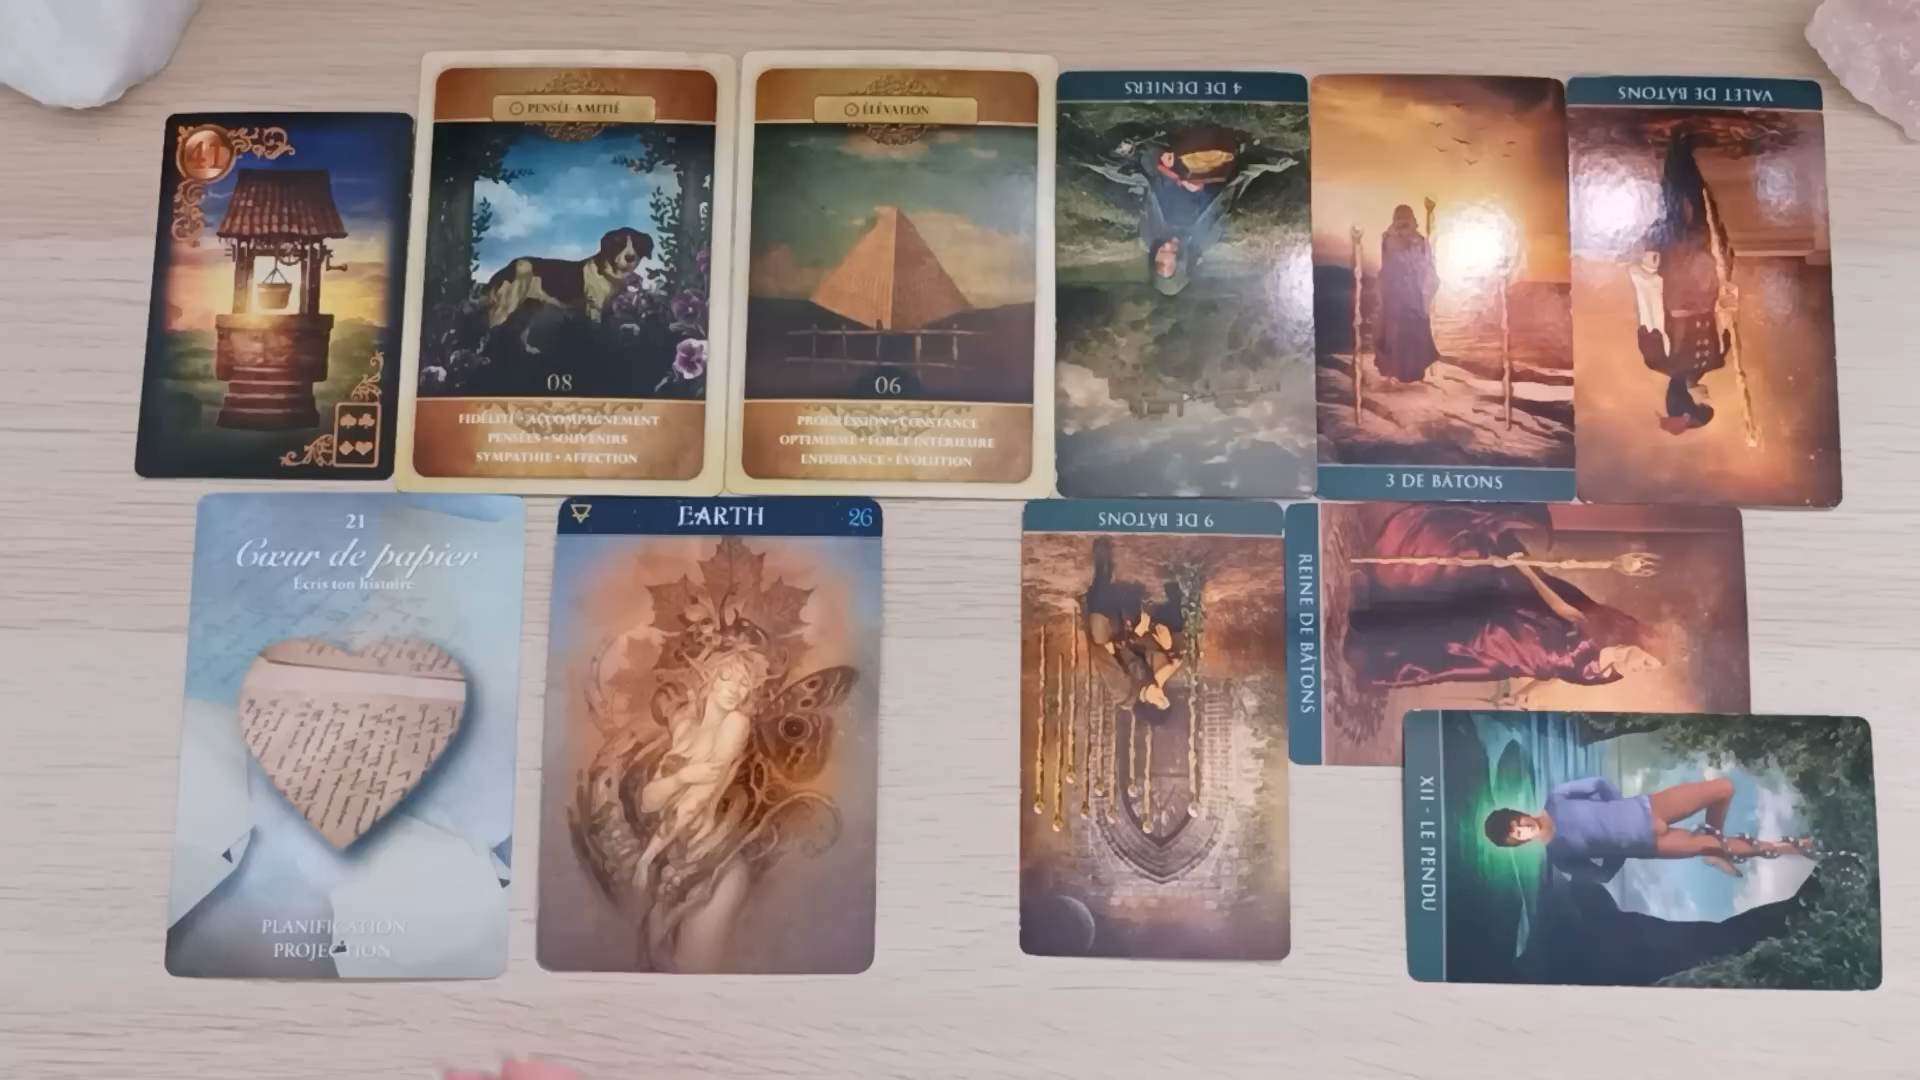 41
PENSÉE-AMITIÉ
08
FIDÉLITÉ • ACCOMPAGNEMENT
PENSÉES • SOUVENIRS
SYMPATHIE • AFFECTION
ÉLÉVATION
06
PROGRESSION • CONSTANCE
OPTIMISME • FORCE INTÉRIEURE
ENDURANCE • ÉVOLUTION
4 DE DENIERS
3 DE BÂTONS
VALET DE BÂTONS
21
Cœur de papier
Écris ton histoire
PLANIFICATION
PROJECTION
EARTH 26
9 DE BÂTONS
REINE DE BÂTONS
XII - LE PENDU